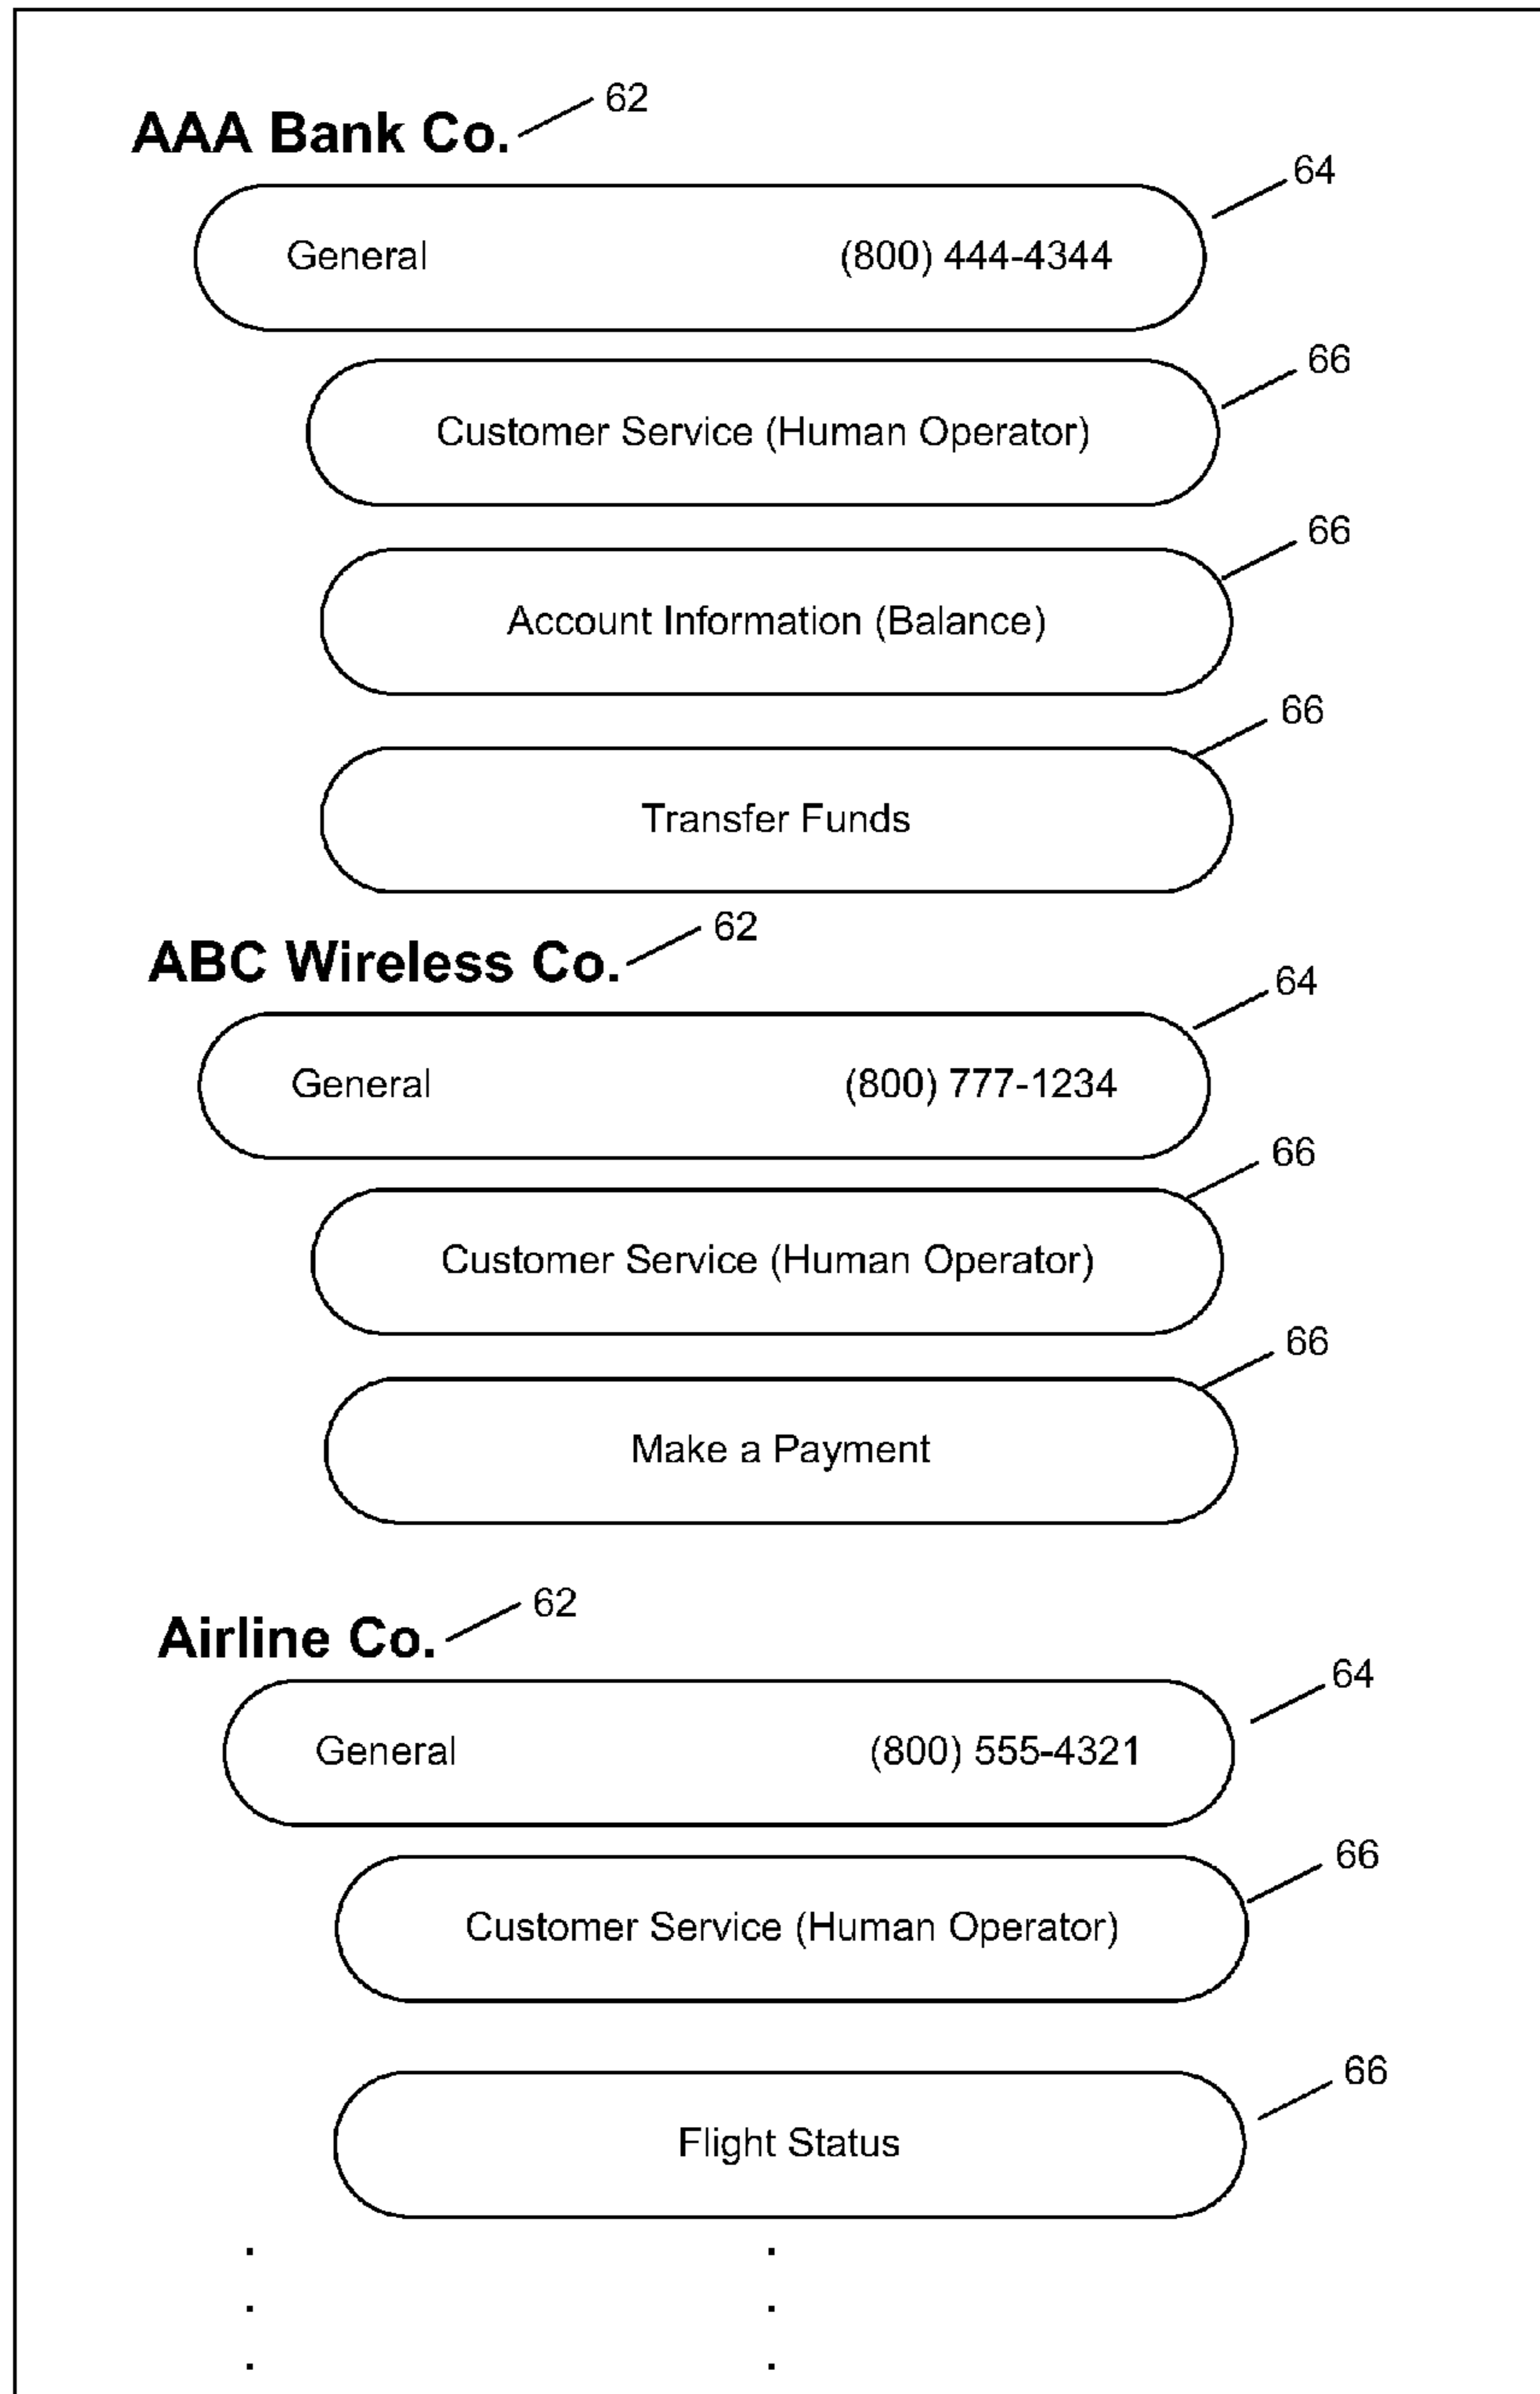 62
AAA Bank Co.
64
General (800) 444-4344
66
Customer Service (Human Operator)
66
Account Information (Balance)
66
Transfer Funds
62
ABC Wireless Co.
64
General (800) 777-1234
66
Customer Service (Human Operator)
66
Make a Payment
62
Airline Co.
64
General (800) 555-4321
66
Customer Service (Human Operator)
66
Flight Status